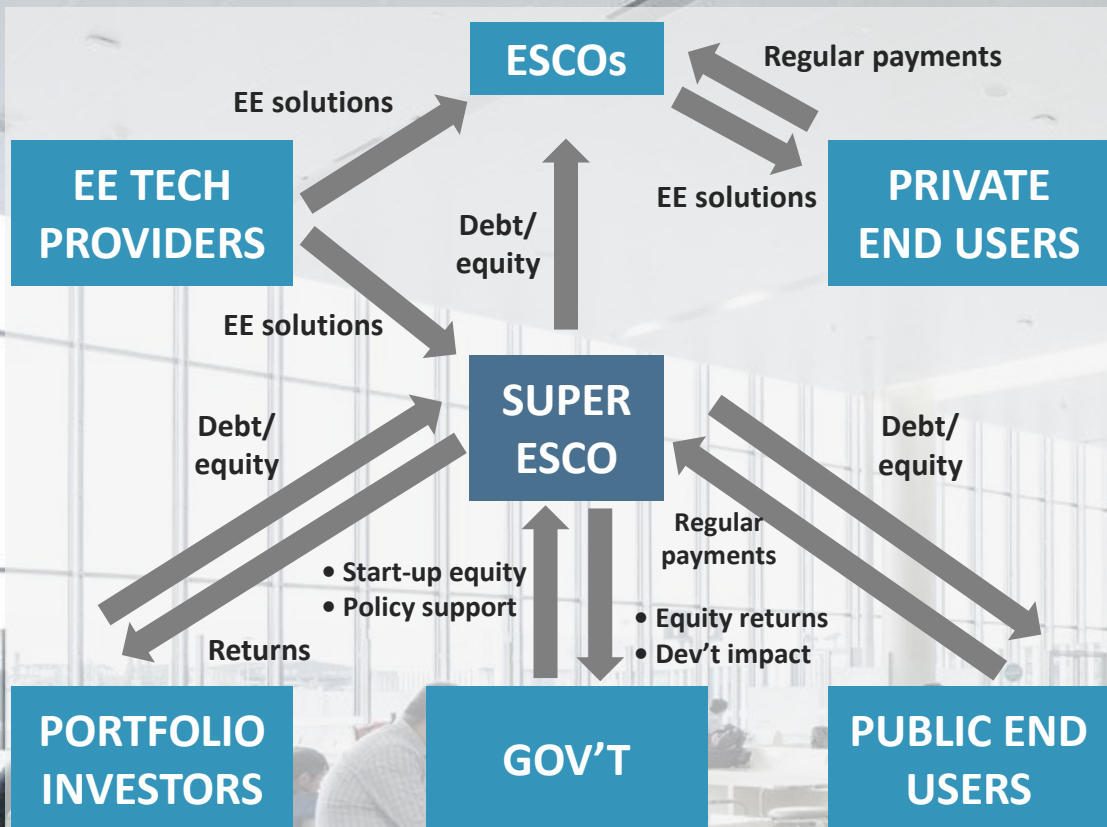 ESCOs
Regular payments
EE solutions
EE TECH
PROVIDERS
PRIVATE
END USERS
EE solutions
Debt/
equity
EE solutions
SUPER
ESCO
Debt/
equity
Debt/
equity
Regular
payments
• Start-up equity
• Policy support
• Equity returns
• Dev't impact
Returns
PORTFOLIO
INVESTORS
GOV'T
PUBLIC END
USERS